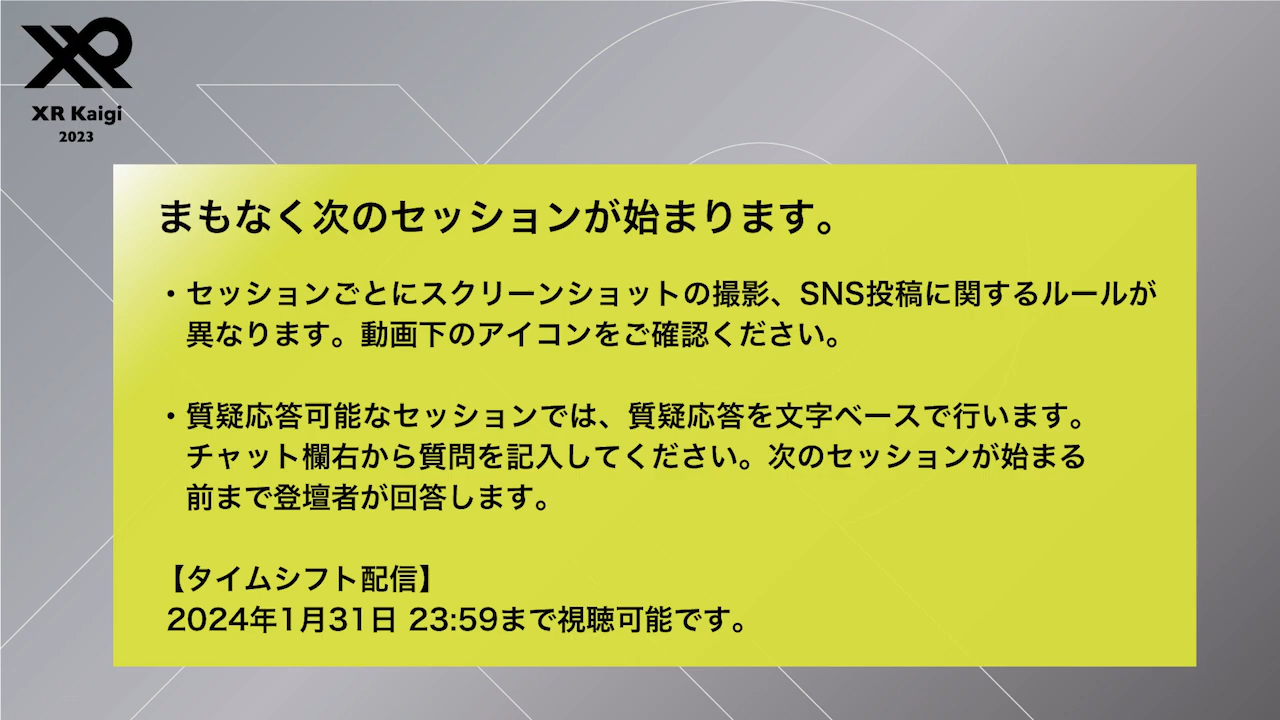 XR
XR Kaigi
2023
まもなく次のセッションが始まります。
・セッションごとにスクリーンショットの撮影、SNS投稿に関するルールが
異なります。動画下のアイコンをご確認ください。
・質疑応答可能なセッションでは、質疑応答を文字ベースで行います。
チャット欄右から質問を記入してください。次のセッションが始まる
前まで登壇者が回答します。
【タイムシフト配信】
2024年1月31日 23:59まで視聴可能です。